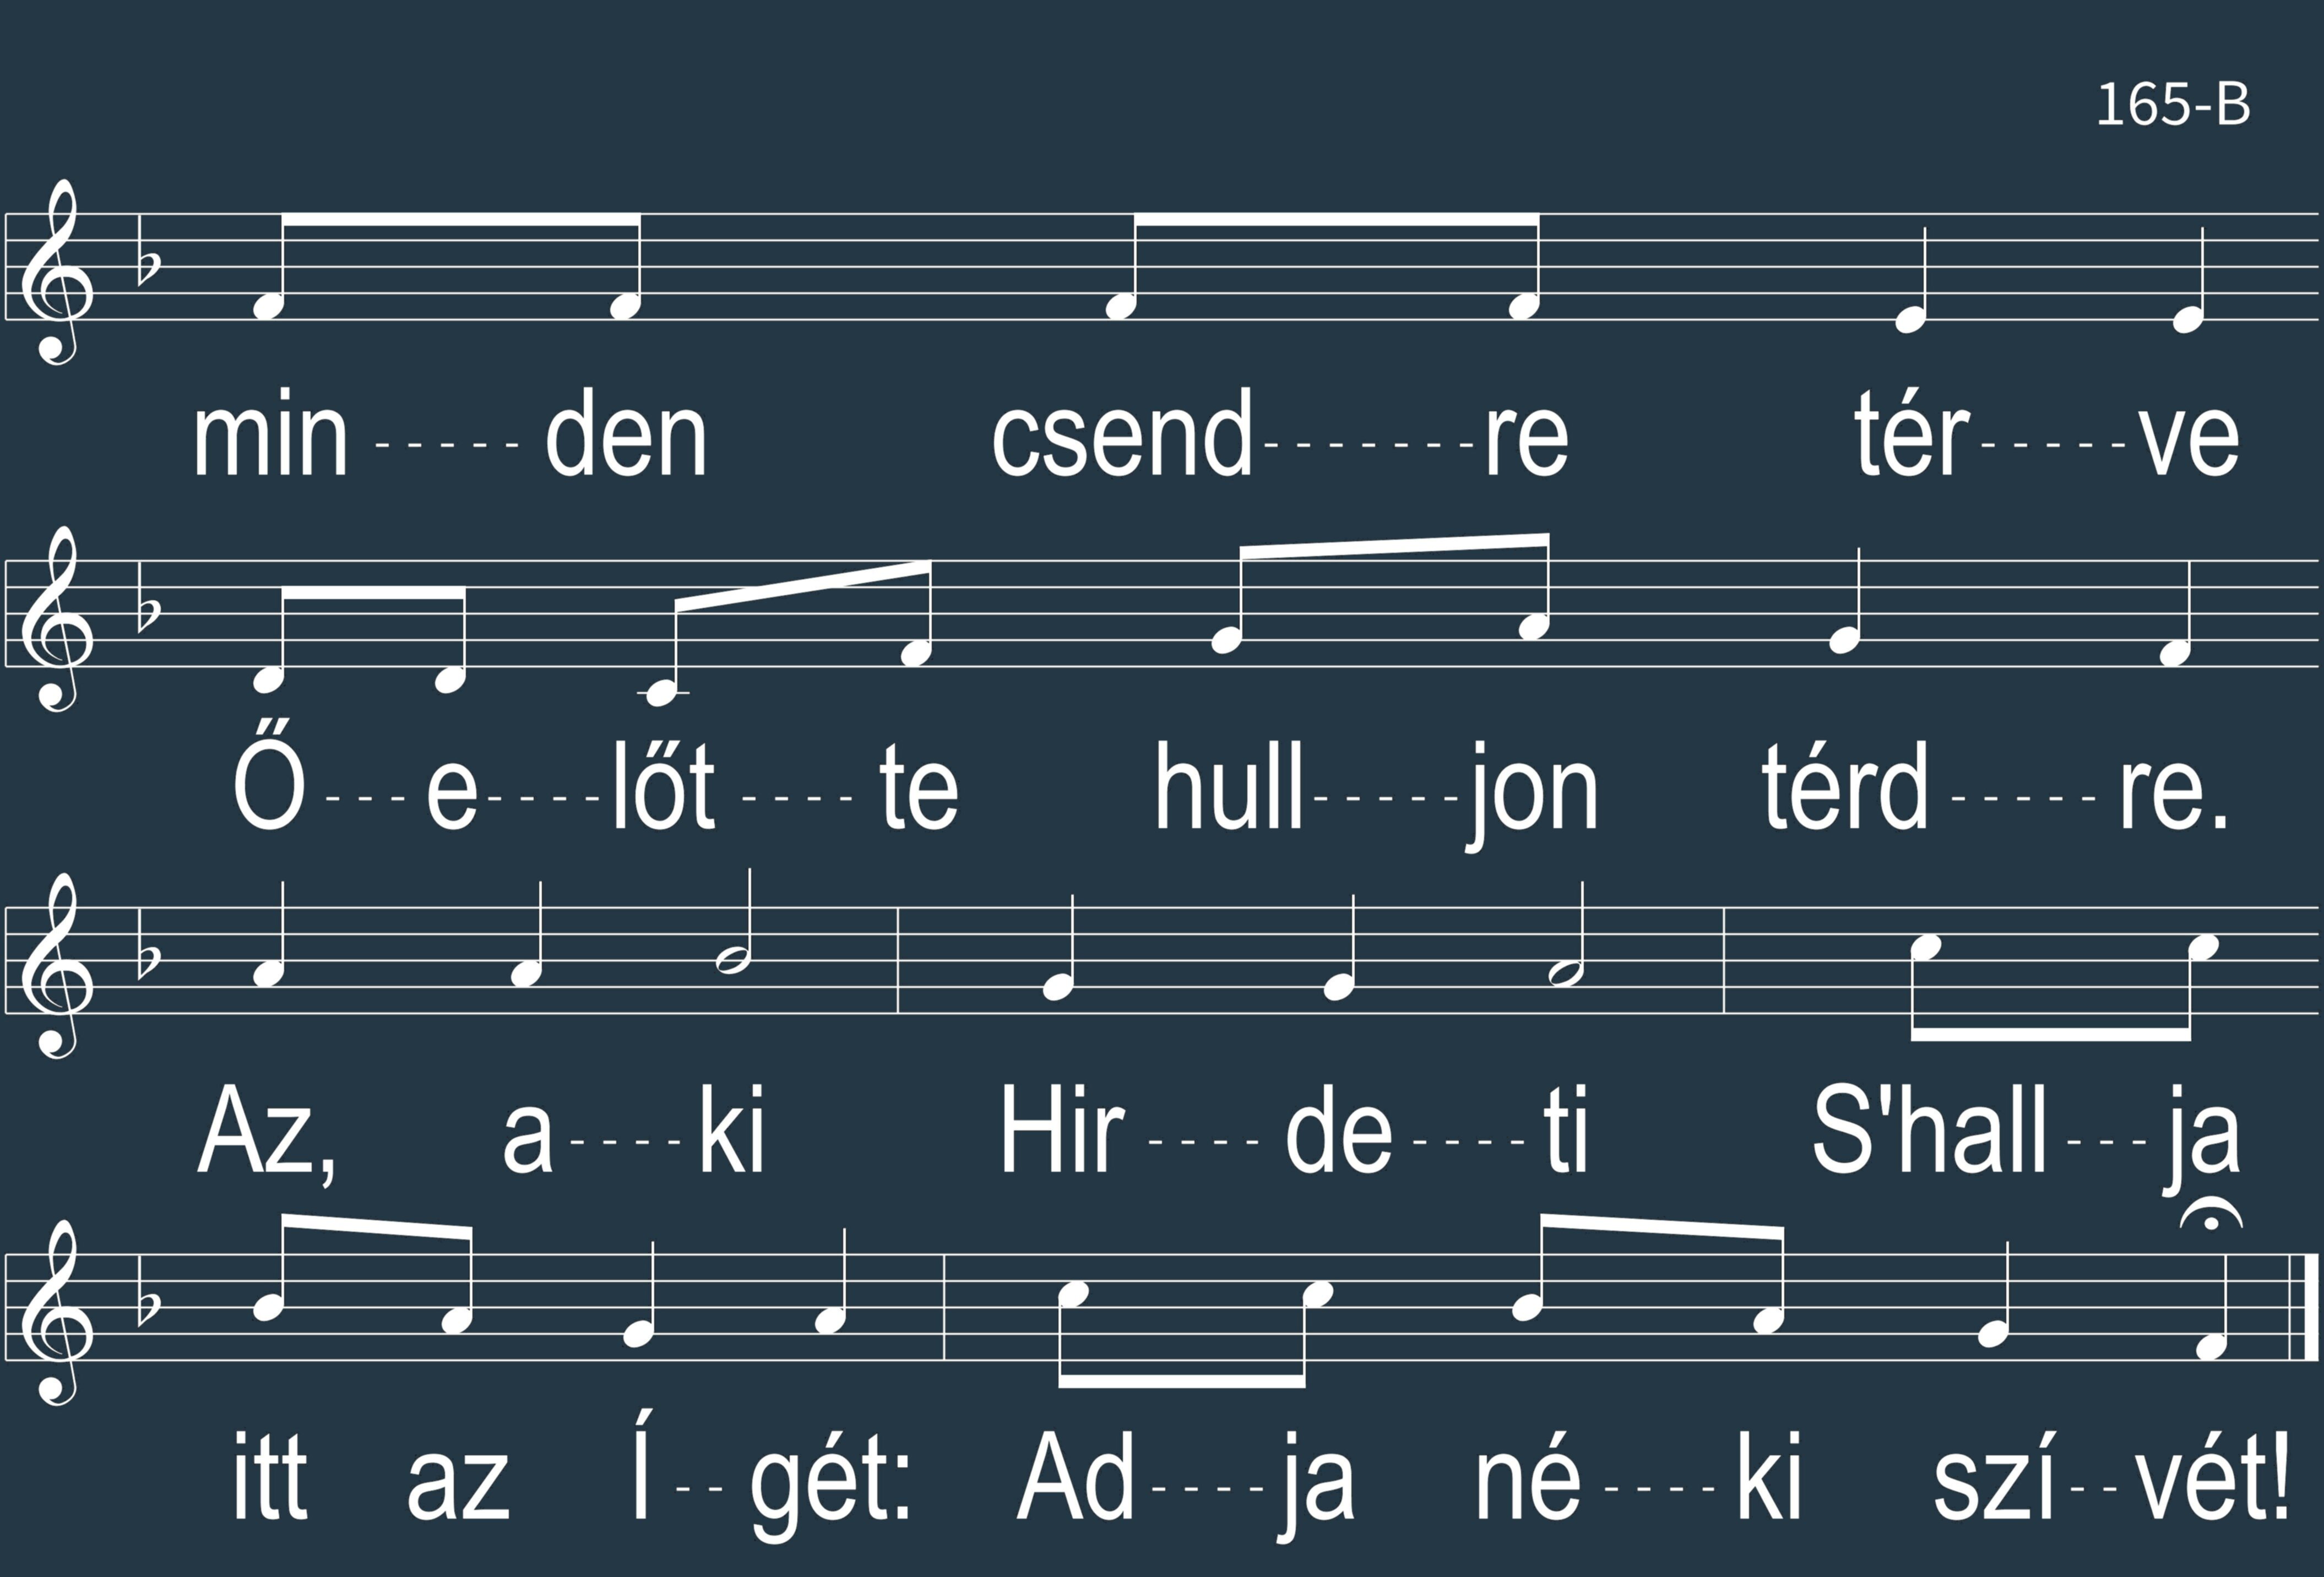 165-B
min-----den csend-------re tér-----ve
Ő---e----lőt----te hull-----jon térd-----re.
Az, a----ki Hir----de----ti S'hall---ja
itt az Í--gét: Ad----ja né----ki szí--vét!